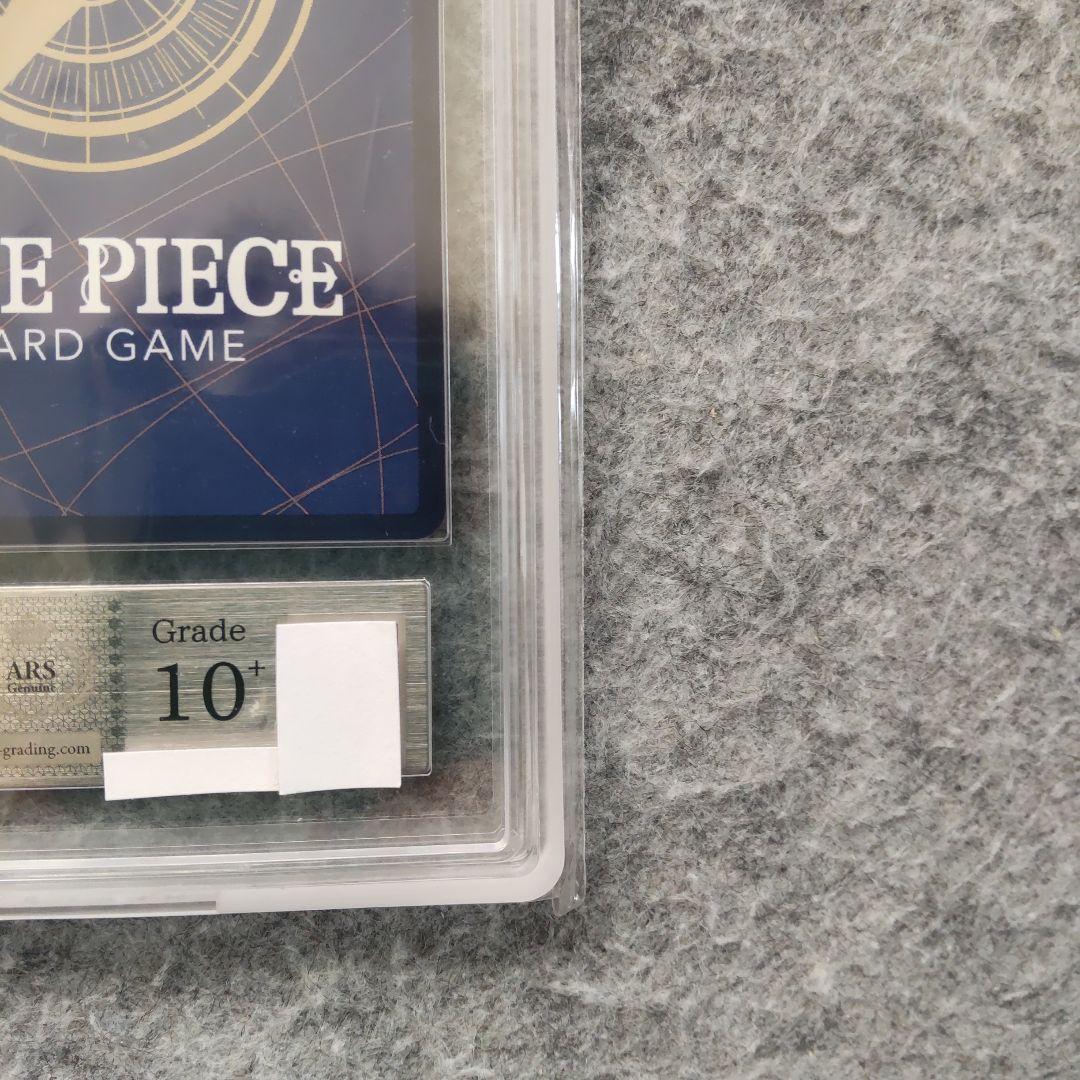 E PIECE
ARD GAME
Grade
10+
ARS
Genuine
-grading.com